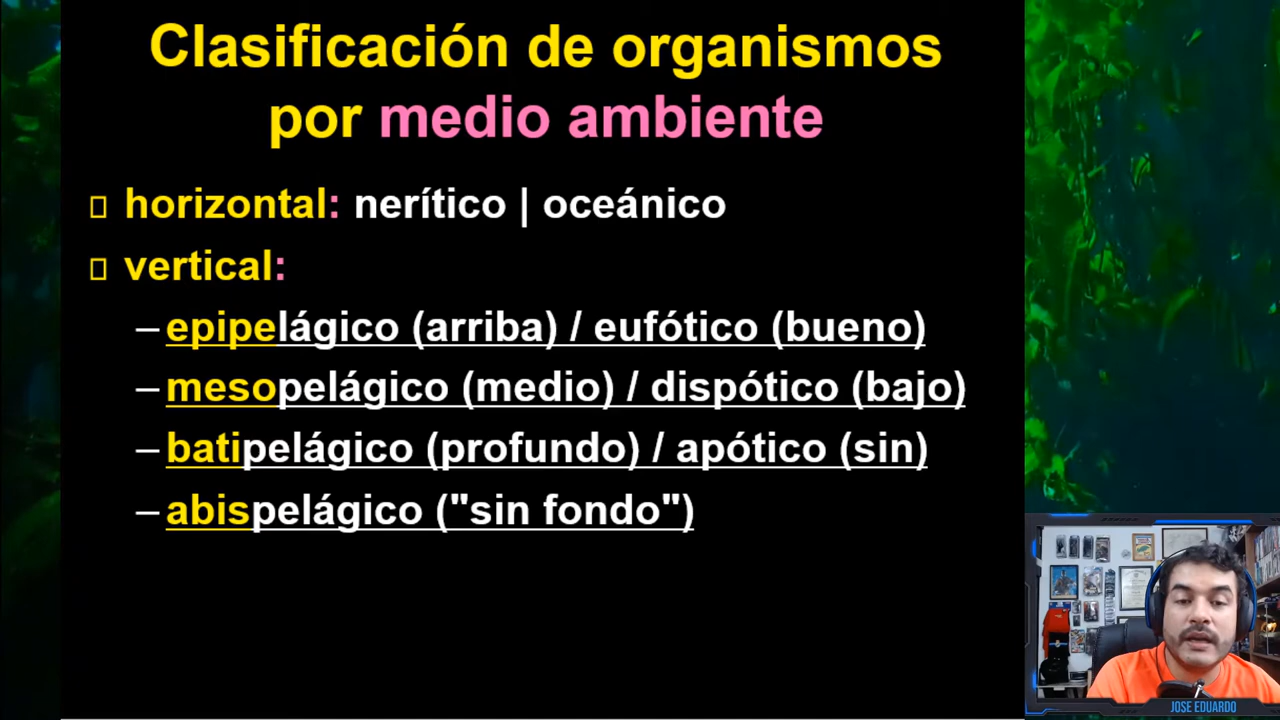 Clasificación de organismos
por medio ambiente
horizontal: nerítico | oceánico
vertical:
–epipelágico (arriba) / eufótico (bueno)
–mesopelágico (medio) / dispótico (bajo)
–batipelágico (profundo) / apótico (sin)
–abispelágico ("sin fondo")
JOSE EDUARDO